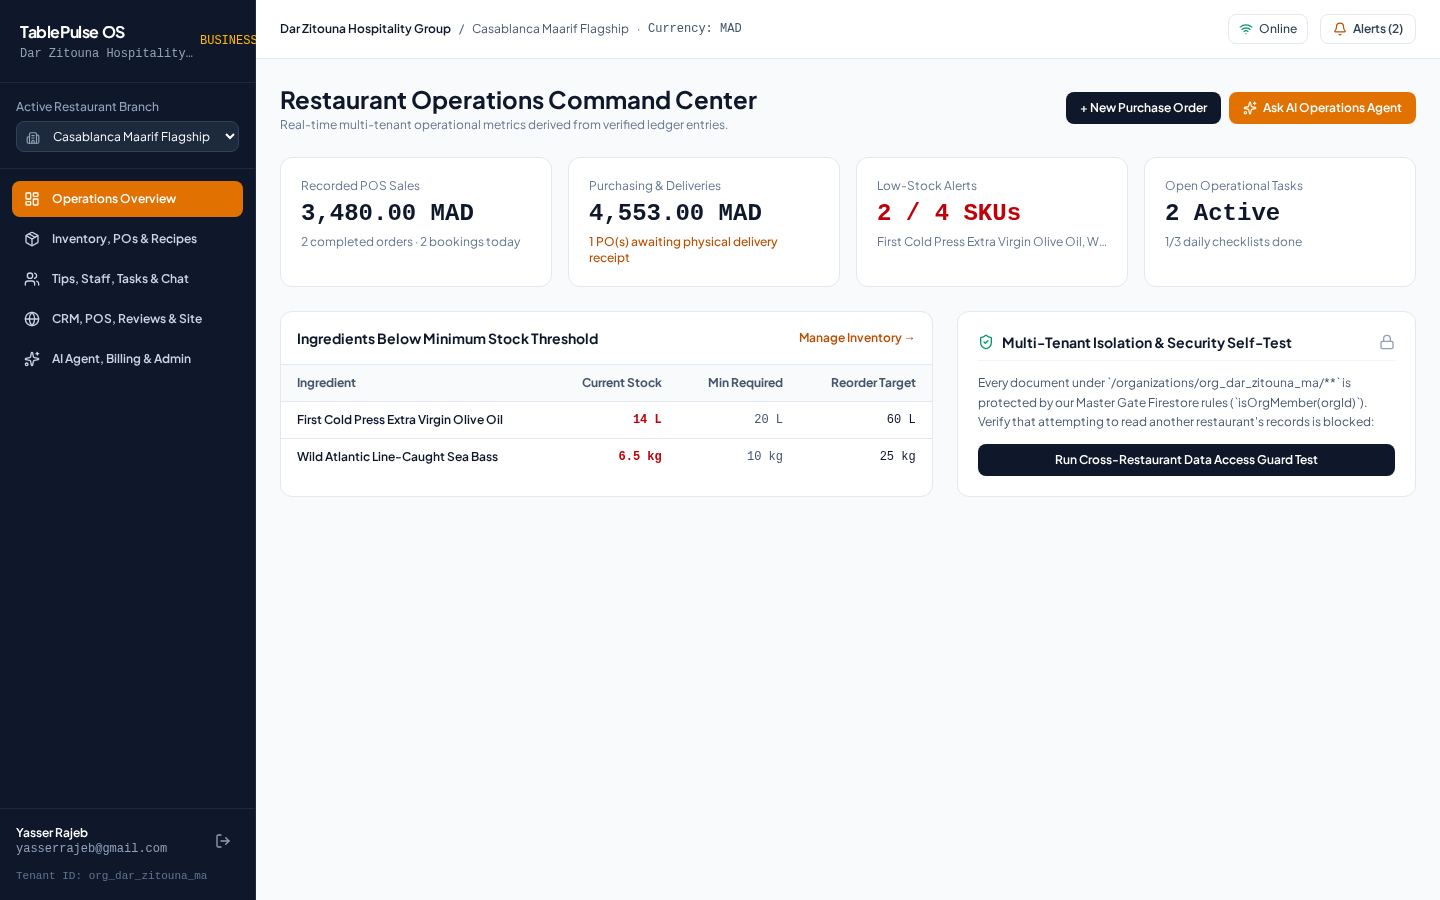 TablePulse OS
Dar Zitouna Hospitality…
BUSINESS
Active Restaurant Branch
Casablanca Maarif Flagship
Operations Overview
Inventory, POs & Recipes
Tips, Staff, Tasks & Chat
CRM, POS, Reviews & Site
AI Agent, Billing & Admin
Yasser Rajeb
yasserrajeb@gmail.com
Tenant ID: org_dar_zitouna_ma
Dar Zitouna Hospitality Group / Casablanca Maarif Flagship · Currency: MAD
Online
Alerts (2)
Restaurant Operations Command Center
Real-time multi-tenant operational metrics derived from verified ledger entries.
+ New Purchase Order
Ask AI Operations Agent
Recorded POS Sales
3,480.00 MAD
2 completed orders · 2 bookings today
Purchasing & Deliveries
4,553.00 MAD
1 PO(s) awaiting physical delivery
receipt
Low-Stock Alerts
2 / 4 SKUs
First Cold Press Extra Virgin Olive Oil, W…
Open Operational Tasks
2 Active
1/3 daily checklists done
Ingredients Below Minimum Stock Threshold
Manage Inventory →
Ingredient Current Stock Min Required Reorder Target
First Cold Press Extra Virgin Olive Oil 14 L 20 L 60 L
Wild Atlantic Line-Caught Sea Bass 6.5 kg 10 kg 25 kg
Multi-Tenant Isolation & Security Self-Test
Every document under `/organizations/org_dar_zitouna_ma/**` is
protected by our Master Gate Firestore rules (`isOrgMember(orgId)`).
Verify that attempting to read another restaurant's records is blocked:
Run Cross-Restaurant Data Access Guard Test